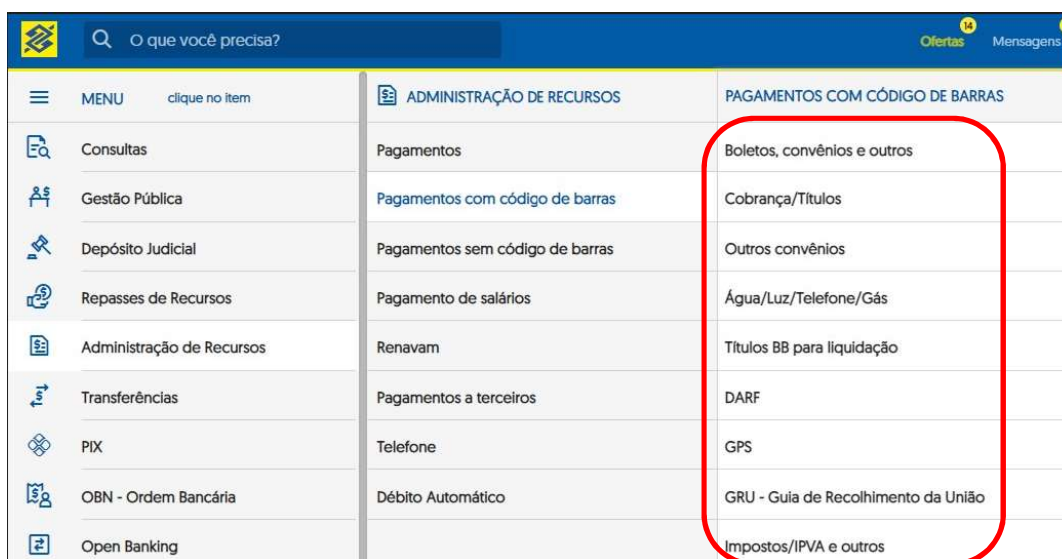 O que você precisa?
14
Ofertas
Mensagens
MENU clique no item
Consultas
Gestão Pública
Depósito Judicial
Repasses de Recursos
Administração de Recursos
Transferências
PIX
OBN - Ordem Bancária
Open Banking
ADMINISTRAÇÃO DE RECURSOS
Pagamentos
Pagamentos com código de barras
Pagamentos sem código de barras
Pagamento de salários
Renavam
Pagamentos a terceiros
Telefone
Débito Automático
PAGAMENTOS COM CÓDIGO DE BARRAS
Boletos, convênios e outros
Cobrança/Títulos
Outros convênios
Água/Luz/Telefone/Gás
Títulos BB para liquidação
DARF
GPS
GRU - Guia de Recolhimento da União
Impostos/IPVA e outros